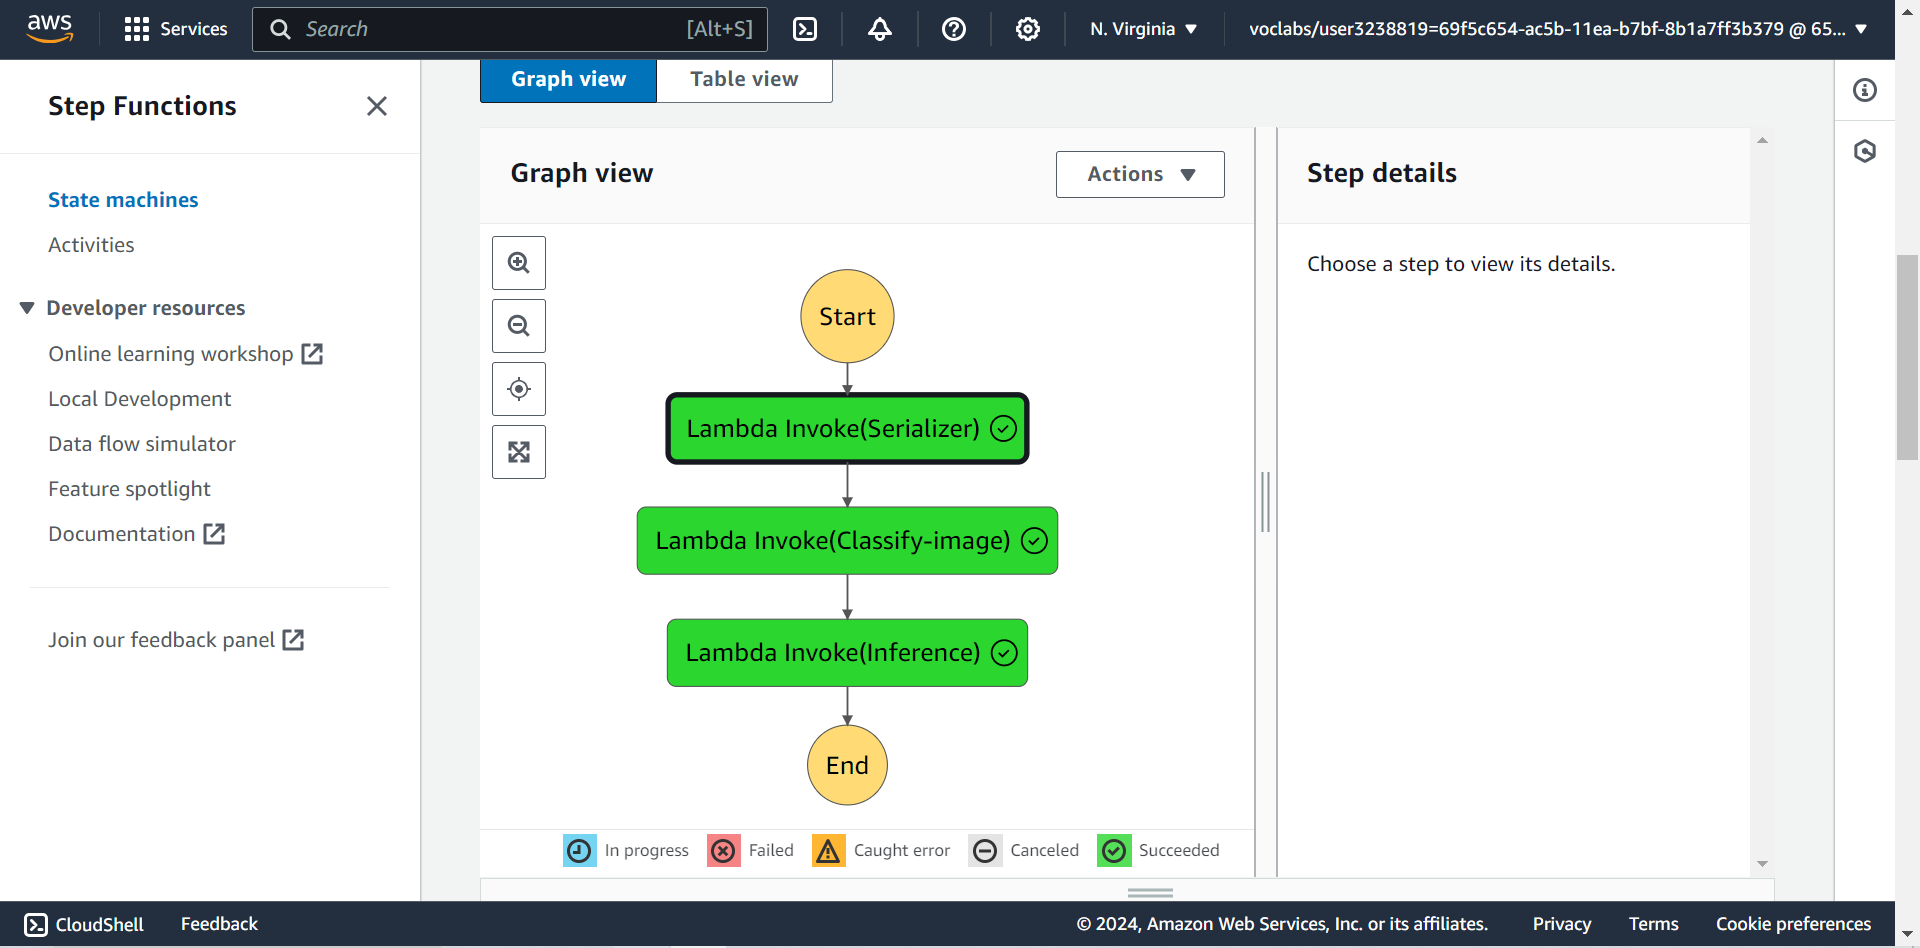 aws
Services
Search
[Alt+S]
N. Virginia
voclabs/user3238819=69f5c654-ac5b-11ea-b7bf-8b1a7ff3b379 @ 65...
Step Functions
State machines
Activities
Developer resources
Online learning workshop
Local Development
Data flow simulator
Feature spotlight
Documentation
Join our feedback panel
Graph view
Table view
Graph view
Actions
Start
Lambda Invoke(Serializer)
Lambda Invoke(Classify-image)
Lambda Invoke(Inference)
End
In progress
Failed
Caught error
Canceled
Succeeded
Step details
Choose a step to view its details.
CloudShell
Feedback
© 2024, Amazon Web Services, Inc. or its affiliates.
Privacy
Terms
Cookie preferences